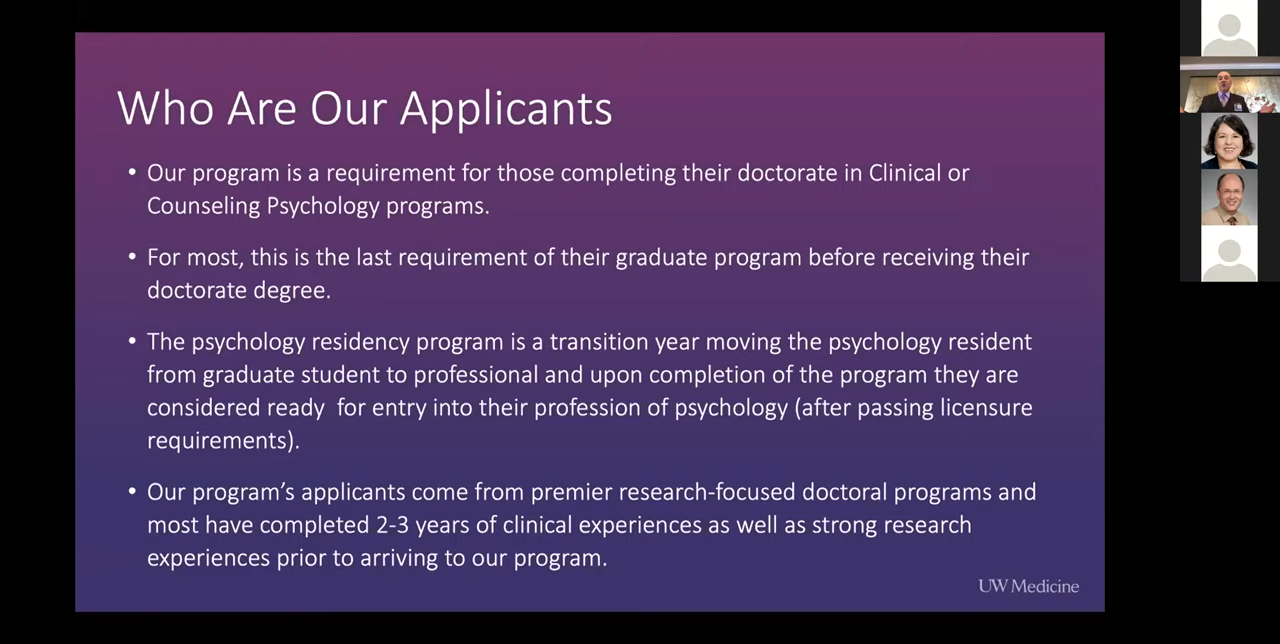 Who Are Our Applicants
• Our program is a requirement for those completing their doctorate in Clinical or
Counseling Psychology programs.
• For most, this is the last requirement of their graduate program before receiving their
doctorate degree.
• The psychology residency program is a transition year moving the psychology resident
from graduate student to professional and upon completion of the program they are
considered ready  for entry into their profession of psychology (after passing licensure
requirements).
• Our program’s applicants come from premier research-focused doctoral programs and
most have completed 2-3 years of clinical experiences as well as strong research
experiences prior to arriving to our program.
UW Medicine